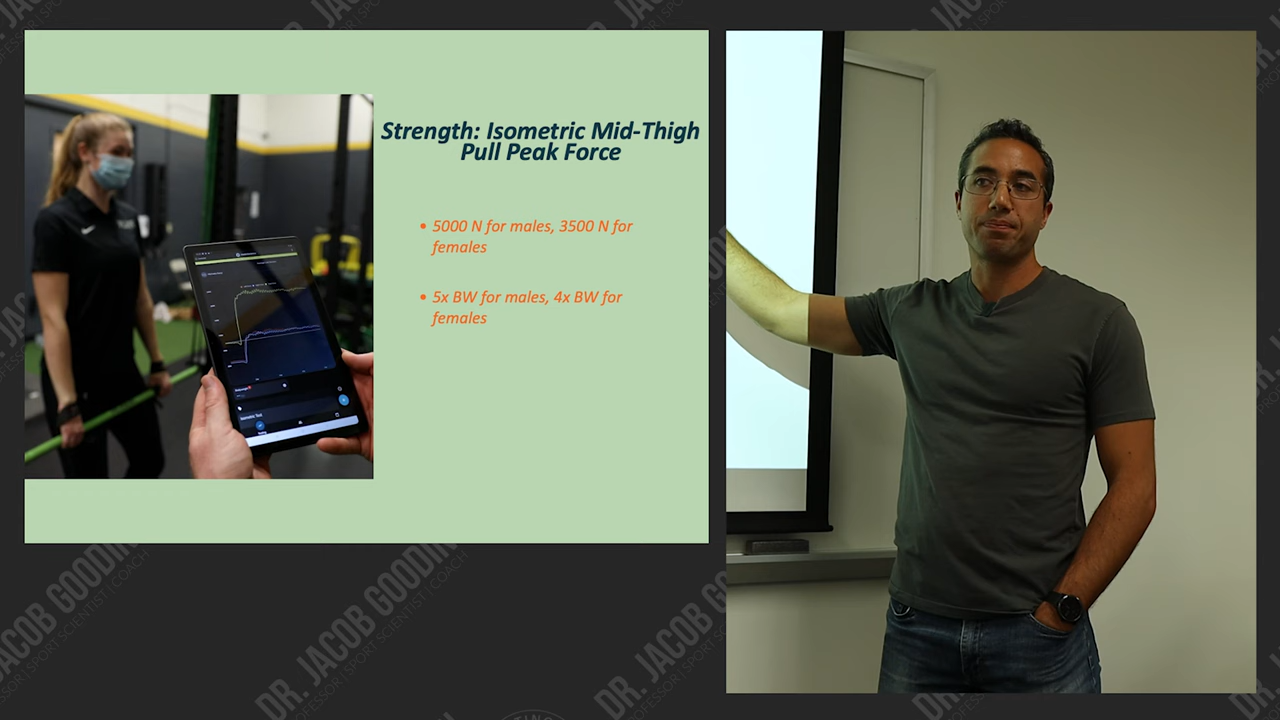 Strength: Isometric Mid-Thigh
Pull Peak Force
• 5000 N for males, 3500 N for
females
• 5x BW for males, 4x BW for
females
DR. JACOB GOODIN
PROFESSOR | SPORT SCIENTIST | COACH